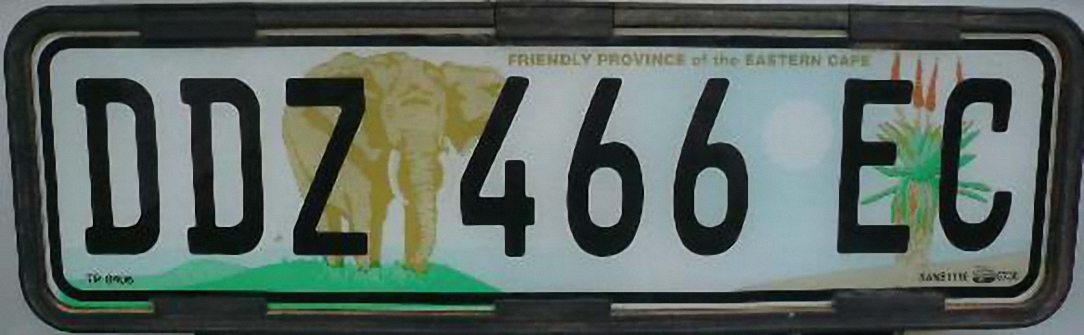 FRIENDLY PROVINCE of the EASTERN CAPE
DDZ 466 EC